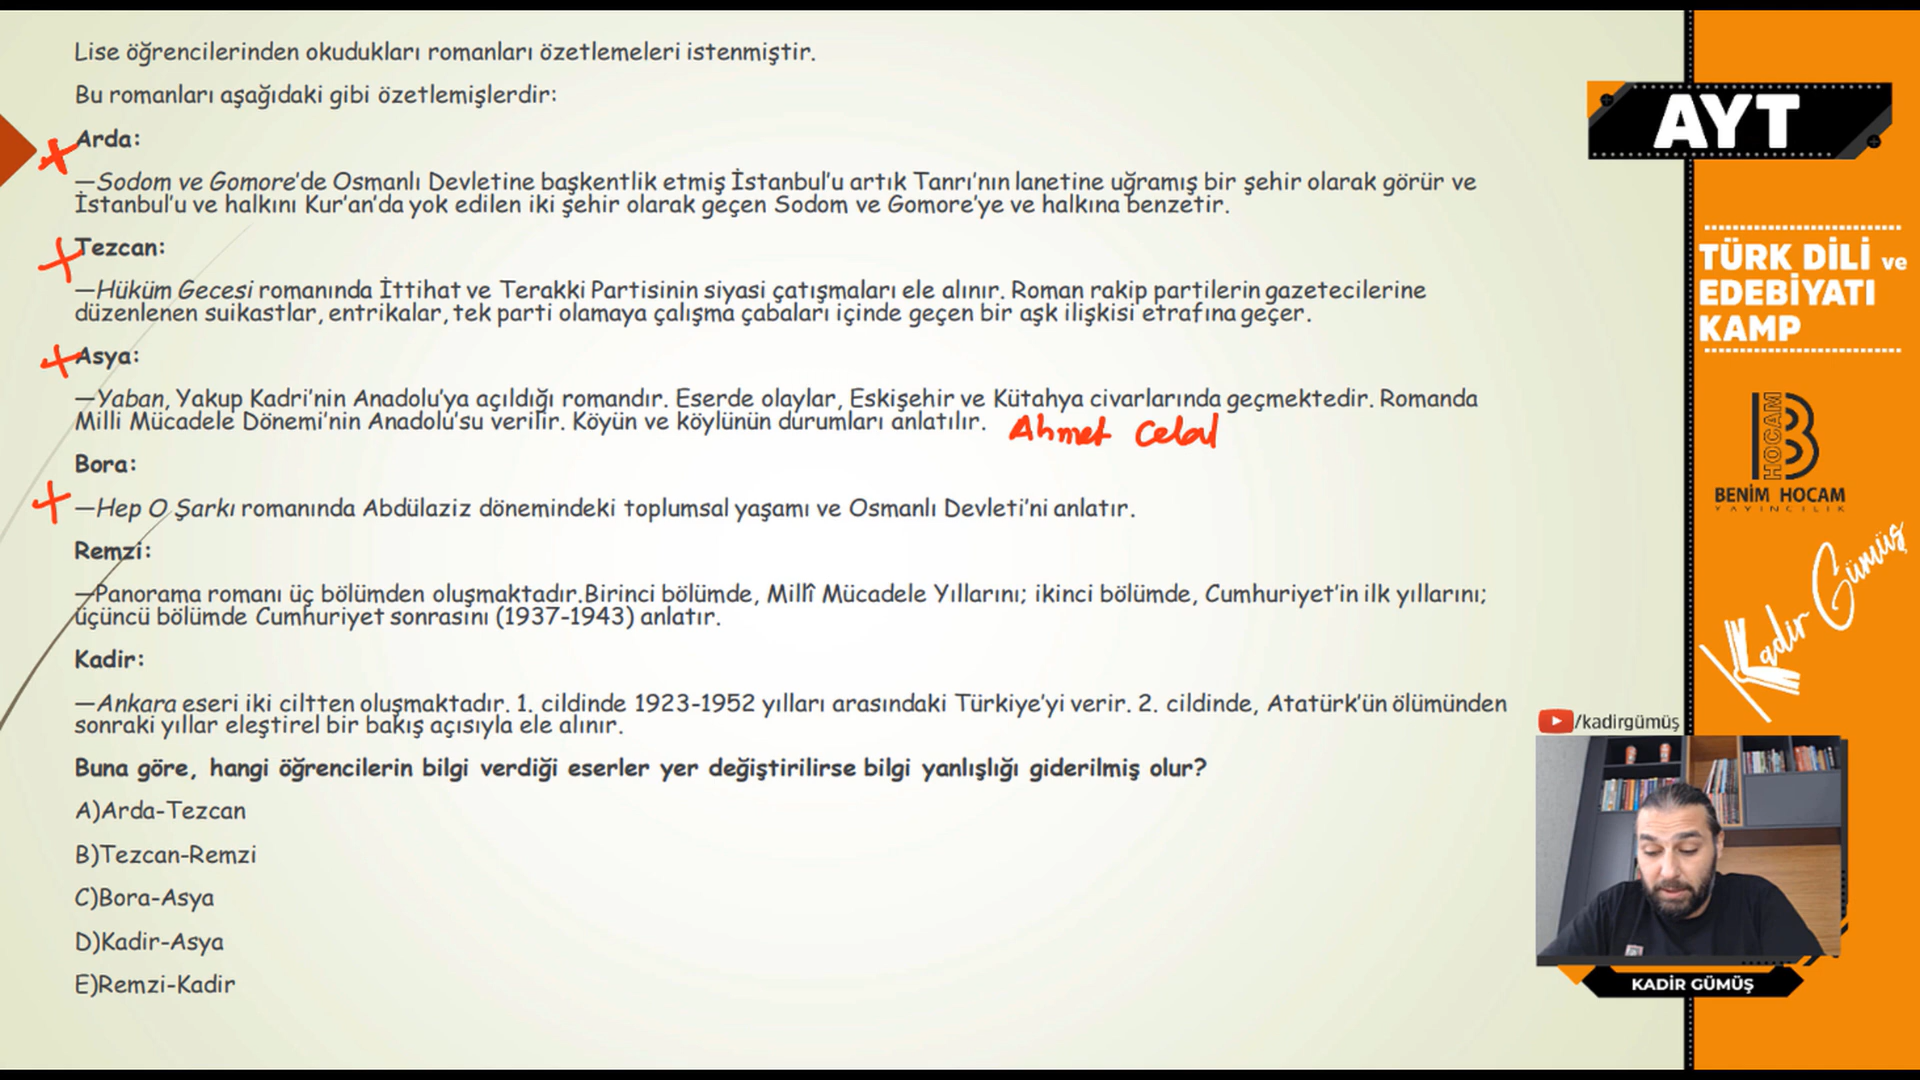 Lise öğrencilerinden okudukları romanları özetlemeleri istenmiştir.
Bu romanları aşağıdaki gibi özetlemişlerdir:
Arda:
—Sodom ve Gomore'de Osmanlı Devletine başkentlik etmiş İstanbul'u artık Tanrı'nın lanetine uğramış bir şehir olarak görür ve
İstanbul'u ve halkını Kur'an'da yok edilen iki şehir olarak geçen Sodom ve Gomore'ye ve halkına benzetir.
Tezcan:
—Hüküm Gecesi romanında İttihat ve Terakki Partisinin siyasi çatışmaları ele alınır. Roman rakip partilerin gazetecilerine
düzenlenen suikastlar, entrikalar, tek parti olamaya çalışma çabaları içinde geçen bir aşk ilişkisi etrafına geçer.
Asya:
—Yaban, Yakup Kadri'nin Anadolu'ya açıldığı romandır. Eserde olaylar, Eskişehir ve Kütahya civarlarında geçmektedir. Romanda
Milli Mücadele Dönemi'nin Anadolu'su verilir. Köyün ve köylünün durumları anlatılır.
Ahmet Celal
Bora:
—Hep O Şarkı romanında Abdülaziz dönemindeki toplumsal yaşamı ve Osmanlı Devleti'ni anlatır.
Remzi:
—Panorama romanı üç bölümden oluşmaktadır.Birinci bölümde, Millî Mücadele Yıllarını; ikinci bölümde, Cumhuriyet'in ilk yıllarını;
üçüncü bölümde Cumhuriyet sonrasını (1937-1943) anlatır.
Kadir:
—Ankara eseri iki ciltten oluşmaktadır. 1. cildinde 1923-1952 yılları arasındaki Türkiye'yi verir. 2. cildinde, Atatürk'ün ölümünden
sonraki yıllar eleştirel bir bakış açısıyla ele alınır.
Buna göre, hangi öğrencilerin bilgi verdiği eserler yer değiştirilirse bilgi yanlışlığı giderilmiş olur?
A)Arda-Tezcan
B)Tezcan-Remzi
C)Bora-Asya
D)Kadir-Asya
E)Remzi-Kadir
AYT
TÜRK DİLİ ve
EDEBİYATI
KAMP
B HOCAM
BENİM HOCAM
YAYINCILIK
Kadir Gümüş
/kadirgümüş
KADİR GÜMÜŞ